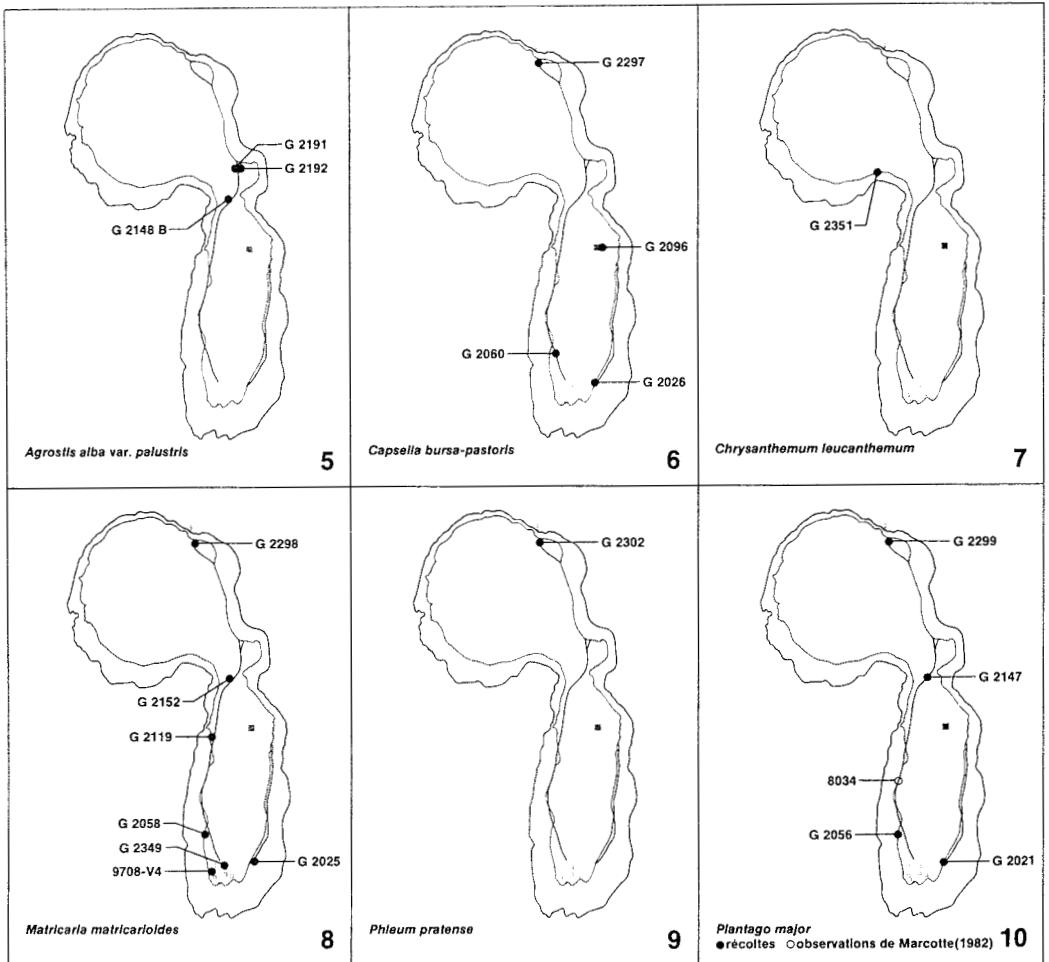 G 2191
G 2192
G 2148 B
Agrostis alba var. palustris
5
G 2297
G 2096
G 2060
G 2026
Capsella bursa-pastoris
6
G 2351
Chrysanthemum leucanthemum
7
G 2298
G 2152
G 2119
G 2058
G 2349
9708-V4
G 2025
Matricaria matricarioides
8
G 2302
Phleum pratense
9
G 2299
G 2147
8034
G 2056
G 2021
Plantago major
●récoltes ○observations de Marcotte(1982)
10